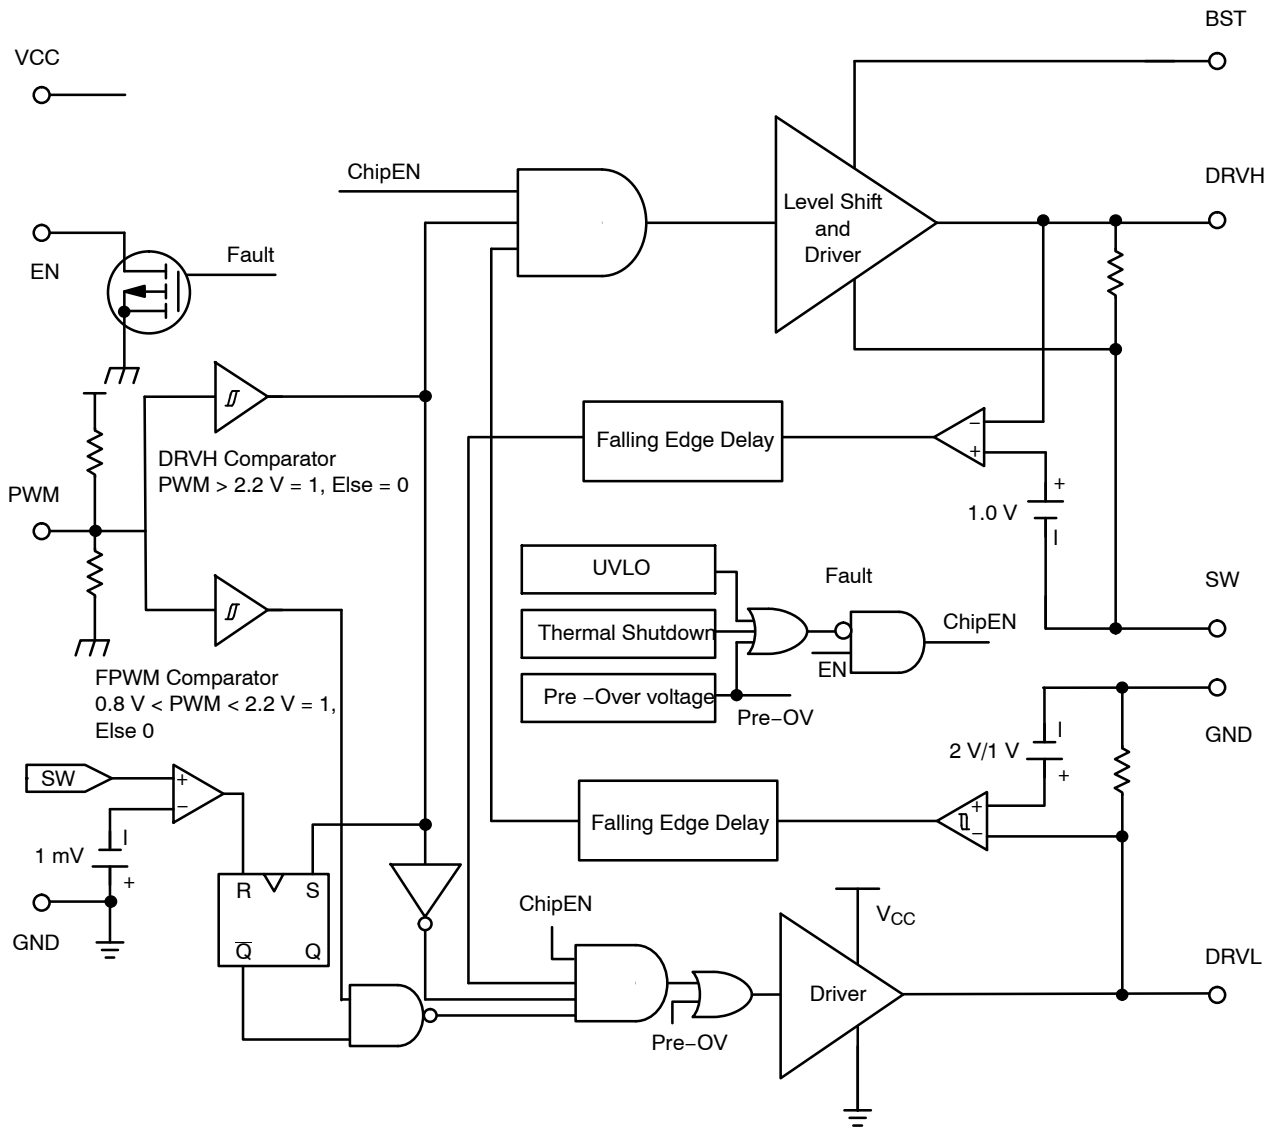 BST
VCC
DRVH
ChipEN
Level Shift
and
Driver
Fault
EN
DRVH Comparator
PWM > 2.2 V = 1, Else = 0
Falling Edge Delay
−
+
+
1.0 V
PWM
UVLO
Fault
SW
Thermal Shutdown
ChipEN
EN
FPWM Comparator
0.8 V < PWM < 2.2 V = 1,
Else 0
Pre −Over voltage
Pre−OV
GND
2 V/1 V
+
SW
+
−
Falling Edge Delay
+
−
1 mV
+
R S
ChipEN
VCC
GND
Q Q
DRVL
Driver
Pre−OV